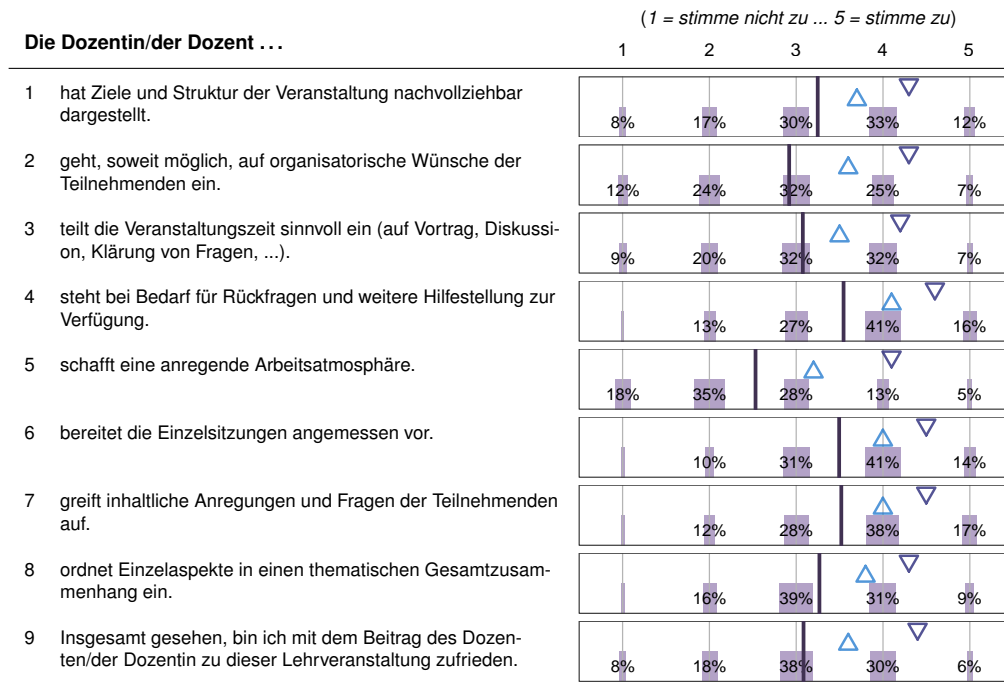 (1 = stimme nicht zu ... 5 = stimme zu)
Die Dozentin/der Dozent . . .
1 2 3 4 5
1 hat Ziele und Struktur der Veranstaltung nachvollziehbar
dargestellt.
8% 17% 30% 33% 12%
2 geht, soweit möglich, auf organisatorische Wünsche der
Teilnehmenden ein.
12% 24% 32% 25% 7%
3 teilt die Veranstaltungszeit sinnvoll ein (auf Vortrag, Diskussi-
on, Klärung von Fragen, ...).
9% 20% 32% 32% 7%
4 steht bei Bedarf für Rückfragen und weitere Hilfestellung zur
Verfügung.
13% 27% 41% 16%
5 schafft eine anregende Arbeitsatmosphäre.
18% 35% 28% 13% 5%
6 bereitet die Einzelsitzungen angemessen vor.
10% 31% 41% 14%
7 greift inhaltliche Anregungen und Fragen der Teilnehmenden
auf.
12% 28% 38% 17%
8 ordnet Einzelaspekte in einen thematischen Gesamtzusam-
menhang ein.
16% 39% 31% 9%
9 Insgesamt gesehen, bin ich mit dem Beitrag des Dozen-
ten/der Dozentin zu dieser Lehrveranstaltung zufrieden.
8% 18% 38% 30% 6%